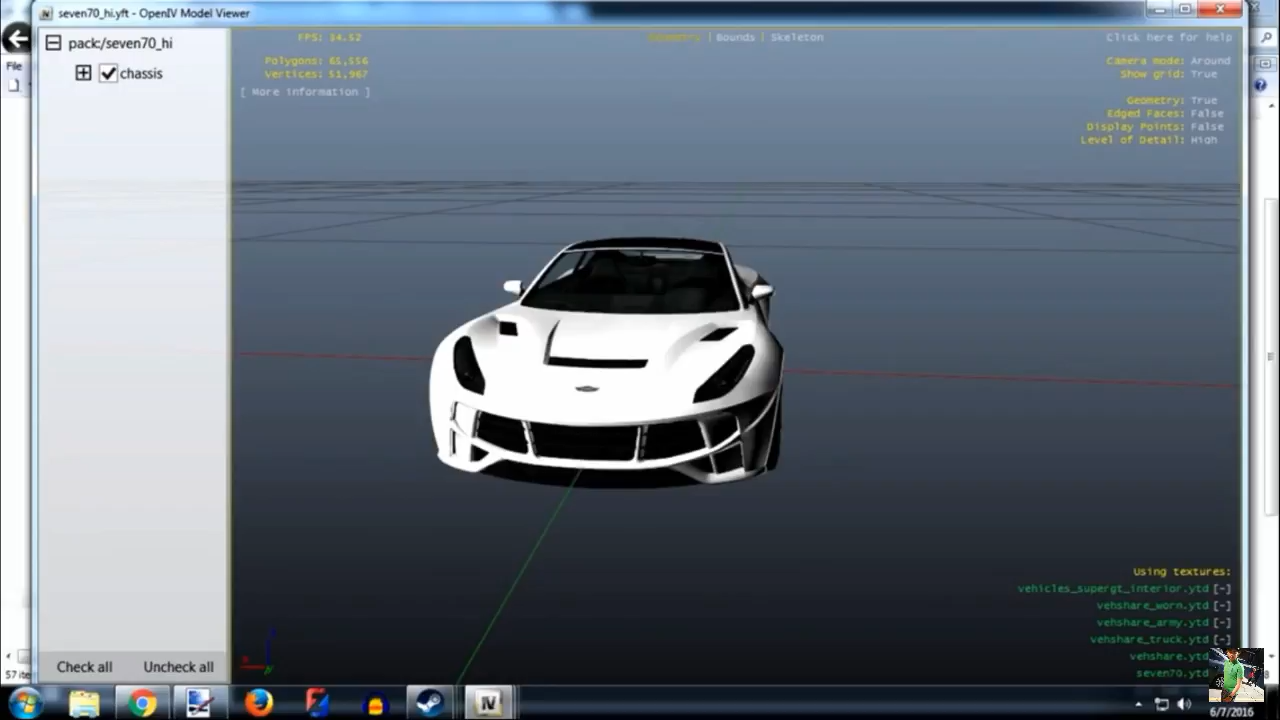 seven70_hi.yft - OpenIV Model Viewer
File
pack:/seven70_hi
chassis
FPS: 54.52
Polygons: 65,556
Vertices: 51,967
[ More information ]
Geometry | Bounds | Skeleton
Click here for help
Camera mode: Around
Show grid: True
Geometry: True
Edged Faces: False
Display Points: False
Level of Detail: High
Using textures:
vehicles_supergt_interior.ytd [-]
vehshare_worn.ytd [-]
vehshare_army.ytd [-]
vehshare_truck.ytd [-]
vehshare.ytd
seven70.ytd
Check all
Uncheck all
57 ite
6/7/2016